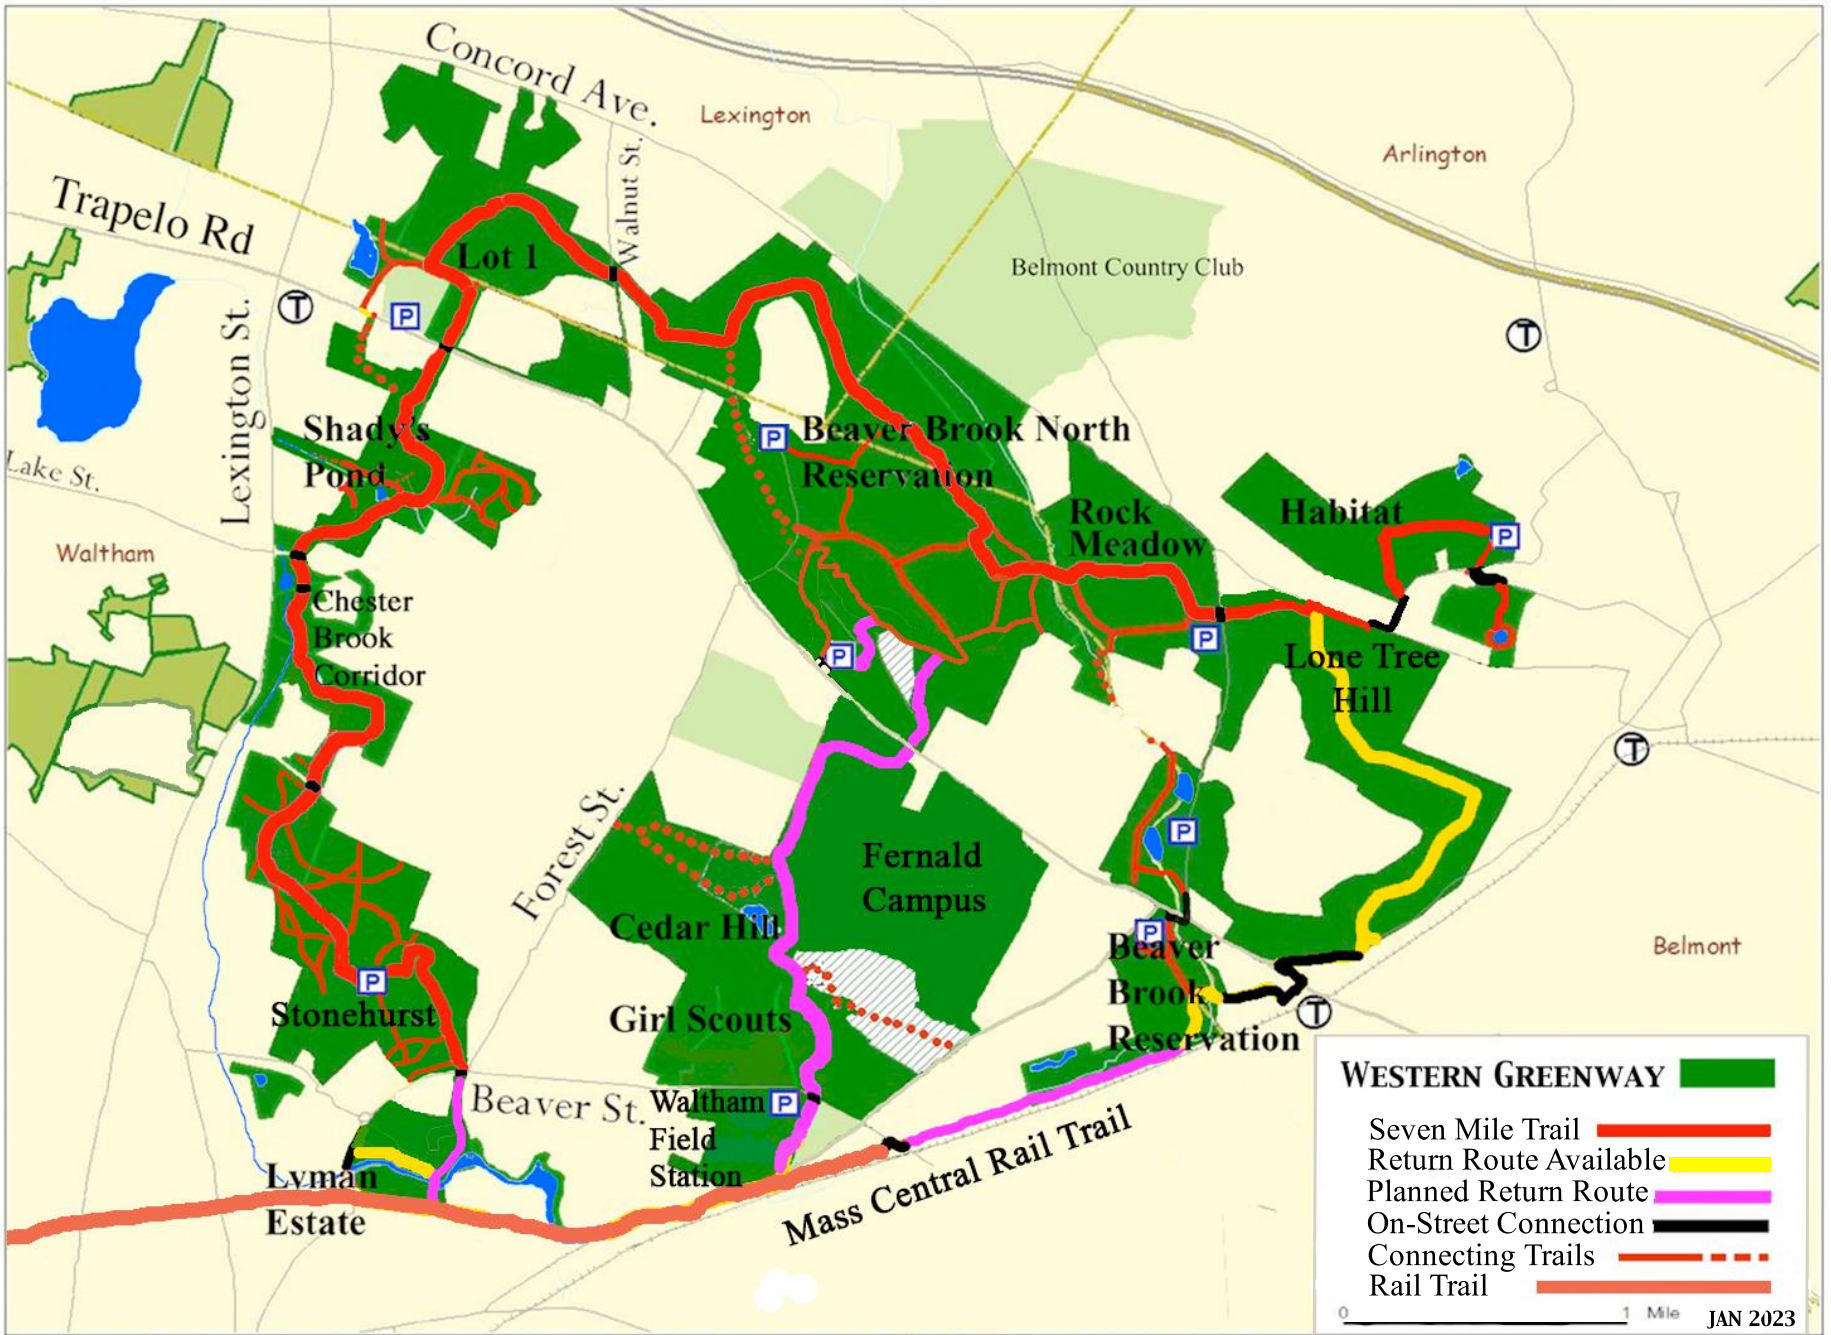 Concord Ave.
Lexington
Arlington
Walnut St.
Trapelo Rd
Lot 1
Belmont Country Club
T
T
P
Lexington St.
Shady's
Pond
P
Beaver Brook North
Reservation
Lake St.
Rock
Meadow
Habitat
P
Waltham
Chester
Brook
Corridor
P
P
Lone Tree
Hill
T
Forest St.
P
Fernald
Campus
Cedar Hill
P
Beaver
Brook
Reservation
Belmont
P
Stonehurst
Girl Scouts
T
Beaver St.
Waltham
Field
Station
P
Lyman
Estate
Mass Central Rail Trail
WESTERN GREENWAY
Seven Mile Trail
Return Route Available
Planned Return Route
On-Street Connection
Connecting Trails
Rail Trail
0 1 Mile
JAN 2023